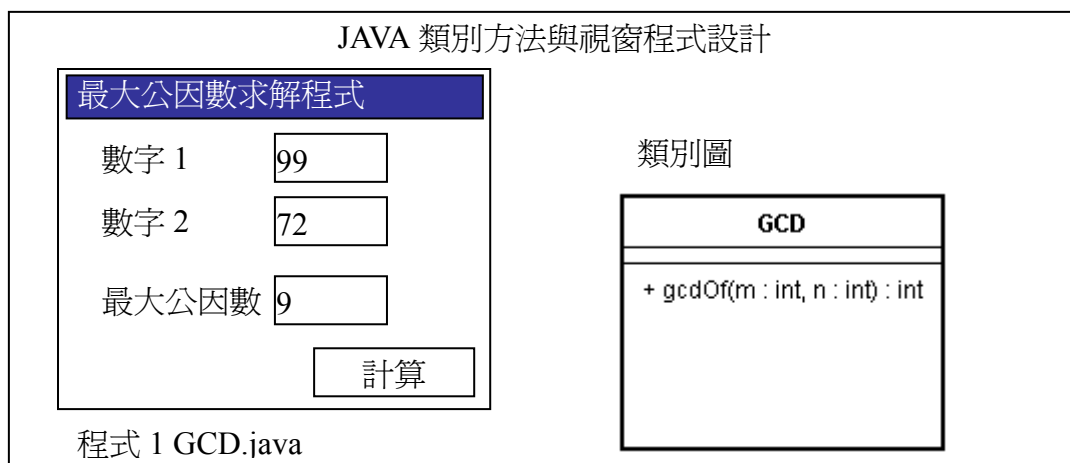 JAVA 類別方法與視窗程式設計
最大公因數求解程式
數字 1 99
數字 2 72
最大公因數 9
計算
程式 1 GCD.java
類別圖
GCD
+ gcdOf(m : int, n : int) : int